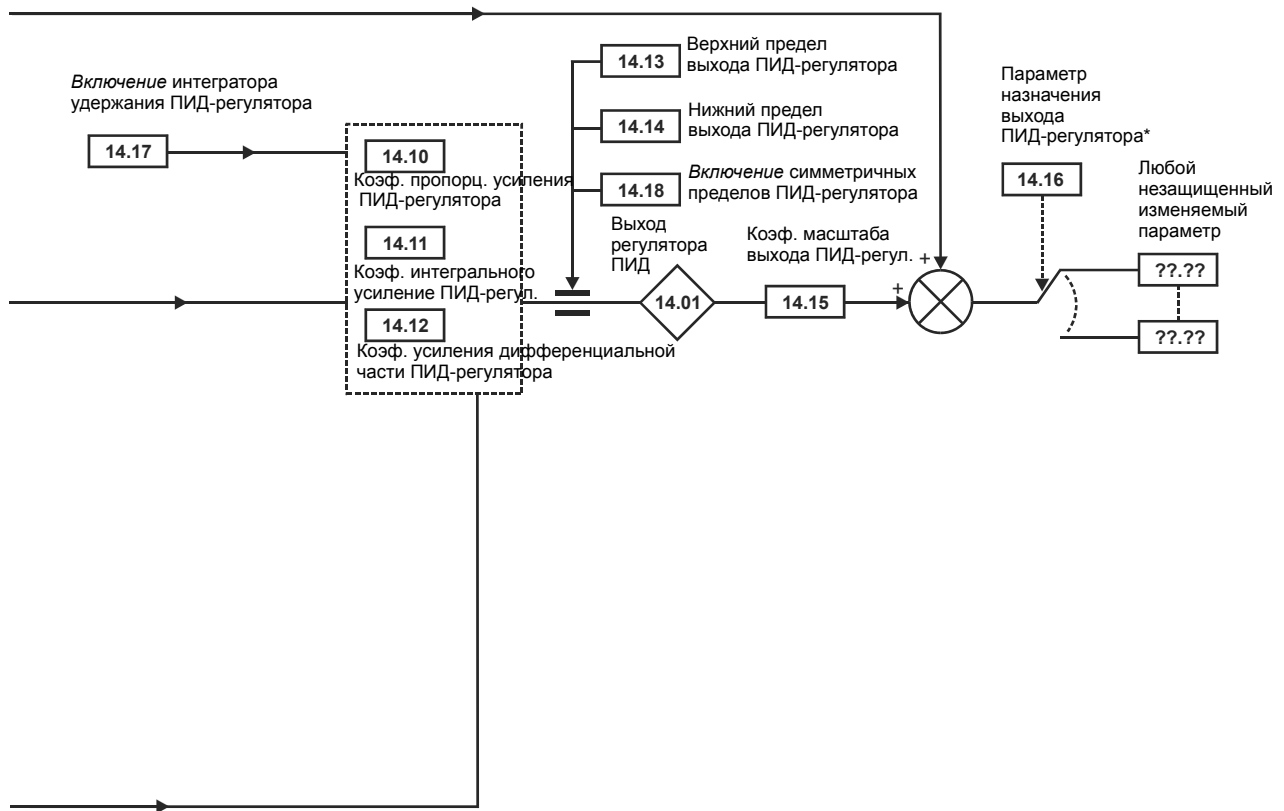 Включение интегратора
удержания ПИД-регулятора
14.17
14.10
Коэф. пропорц. усиления
ПИД-регулятора
14.11
Коэф. интегрального
усиление ПИД-регул.
14.12
Коэф. усиления дифференциальной
части ПИД-регулятора
14.13
Верхний предел
выхода ПИД-регулятора
14.14
Нижний предел
выхода ПИД-регулятора
14.18
Включение симметричных
пределов ПИД-регулятора
Выход
регулятора
ПИД
14.01
Коэф. масштаба
выхода ПИД-регул.
14.15
+
+
Параметр
назначения
выхода
ПИД-регулятора*
14.16
Любой
незащищенный
изменяемый
параметр
??.??
??.??